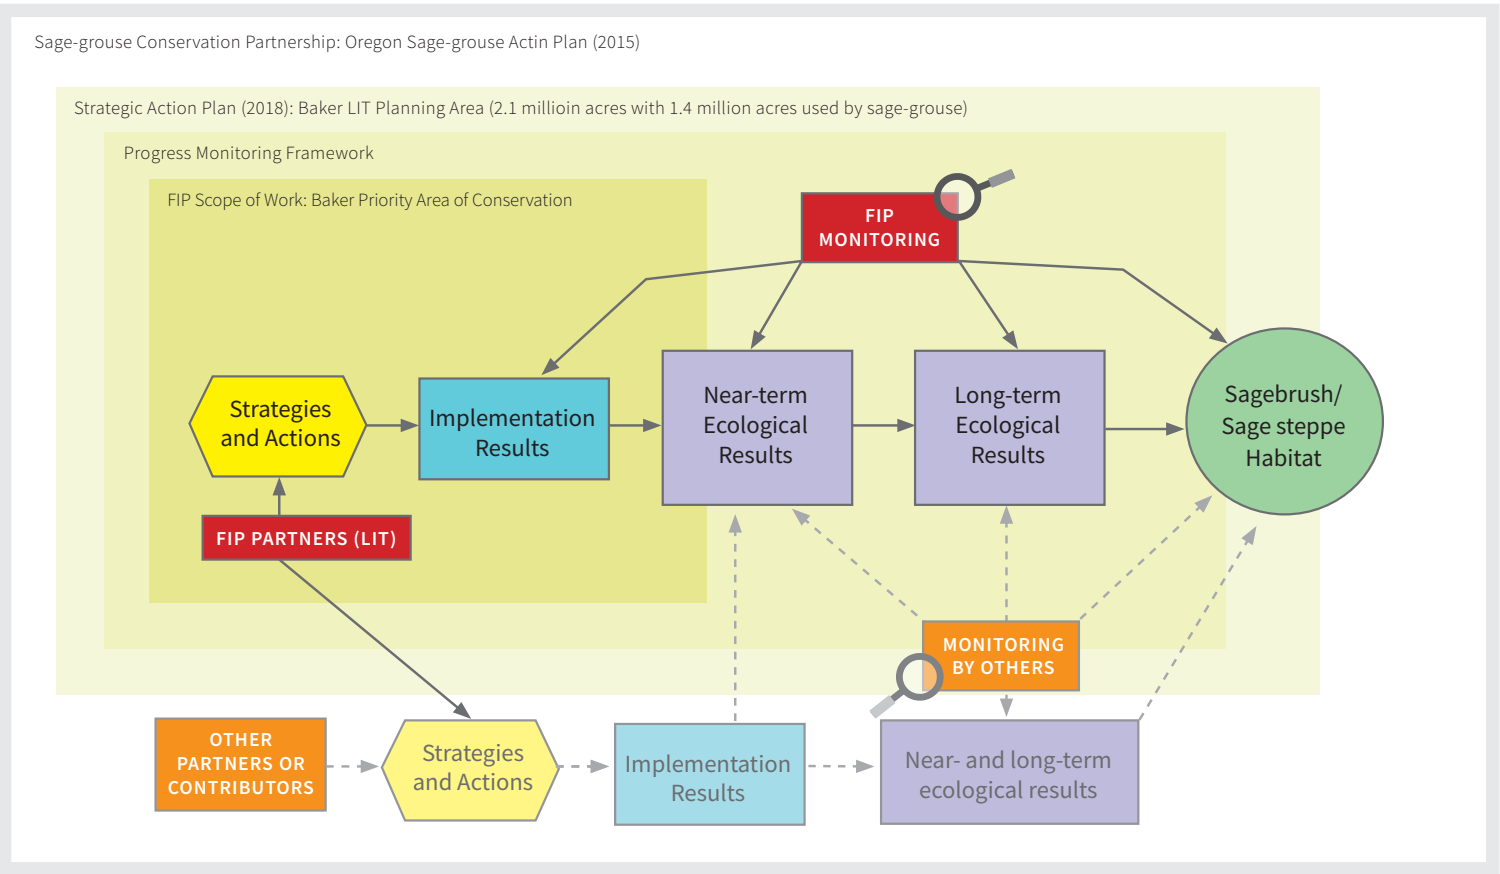 Sage-grouse Conservation Partnership: Oregon Sage-grouse Actin Plan (2015)
Strategic Action Plan (2018): Baker LIT Planning Area (2.1 millioin acres with 1.4 million acres used by sage-grouse)
Progress Monitoring Framework
FIP Scope of Work: Baker Priority Area of Conservation
FIP
MONITORING
Strategies
and Actions
Implementation
Results
Near-term
Ecological
Results
Long-term
Ecological
Results
Sagebrush/
Sage steppe
Habitat
FIP PARTNERS (LIT)
MONITORING
BY OTHERS
OTHER
PARTNERS OR
CONTRIBUTORS
Strategies
and Actions
Implementation
Results
Near- and long-term
ecological results